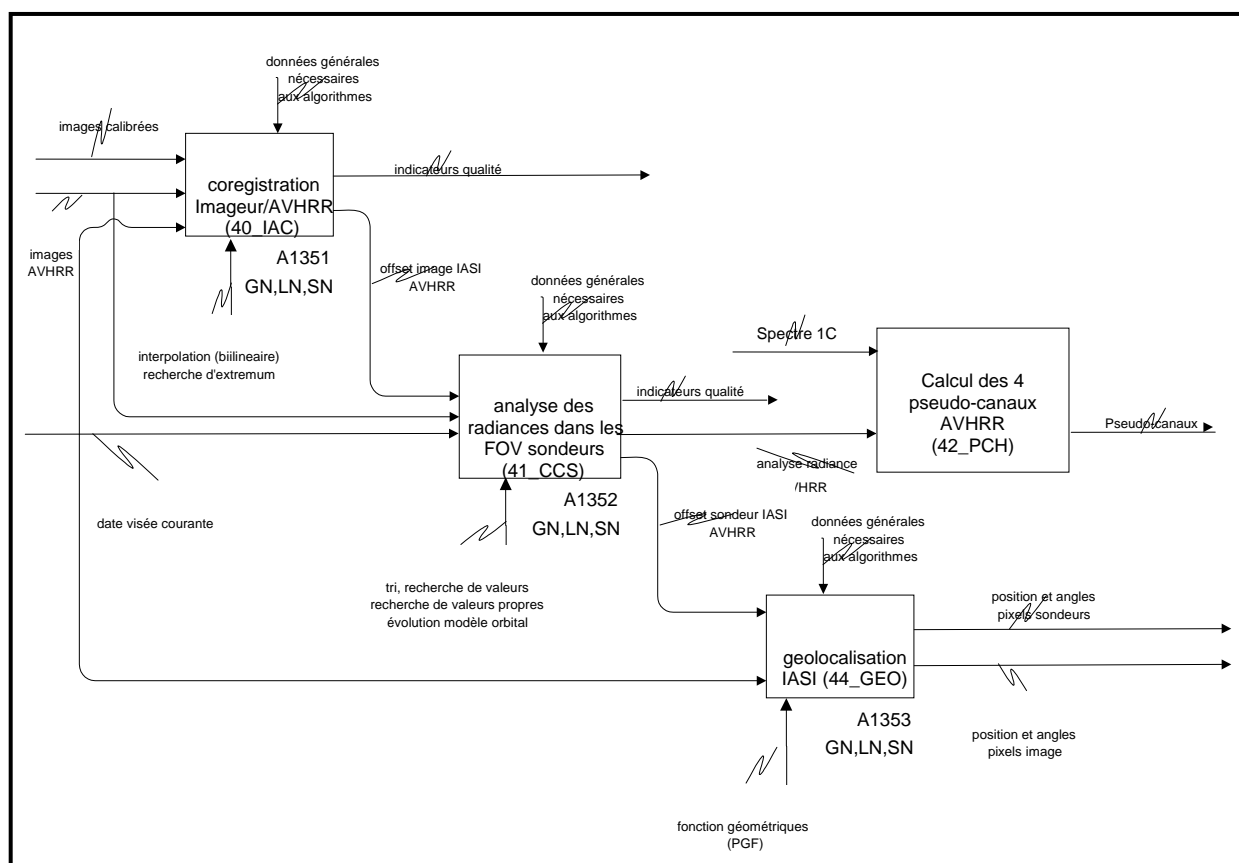 données générales
nécessaires
aux algorithmes
images calibrées
coregistration
Imageur/AVHRR
(40_IAC)
indicateurs qualité
images
AVHRR
A1351
GN,LN,SN
offset image IASI
AVHRR
données générales
nécessaires
aux algorithmes
interpolation (biilineaire)
recherche d'extremum
Spectre 1C
analyse des
radiances dans les
FOV sondeurs
(41_CCS)
indicateurs qualité
Calcul des 4
pseudo-canaux
AVHRR
(42_PCH)
Pseudo-canaux
analyse radiance
VHRR
date visée courante
A1352
GN,LN,SN
offset sondeur IASI
AVHRR
données générales
nécessaires
aux algorithmes
tri, recherche de valeurs
recherche de valeurs propres
évolution modèle orbital
position et angles
pixels sondeurs
geolocalisation
IASI (44_GEO)
A1353
GN,LN,SN
position et angles
pixels image
fonction géométriques
(PGF)